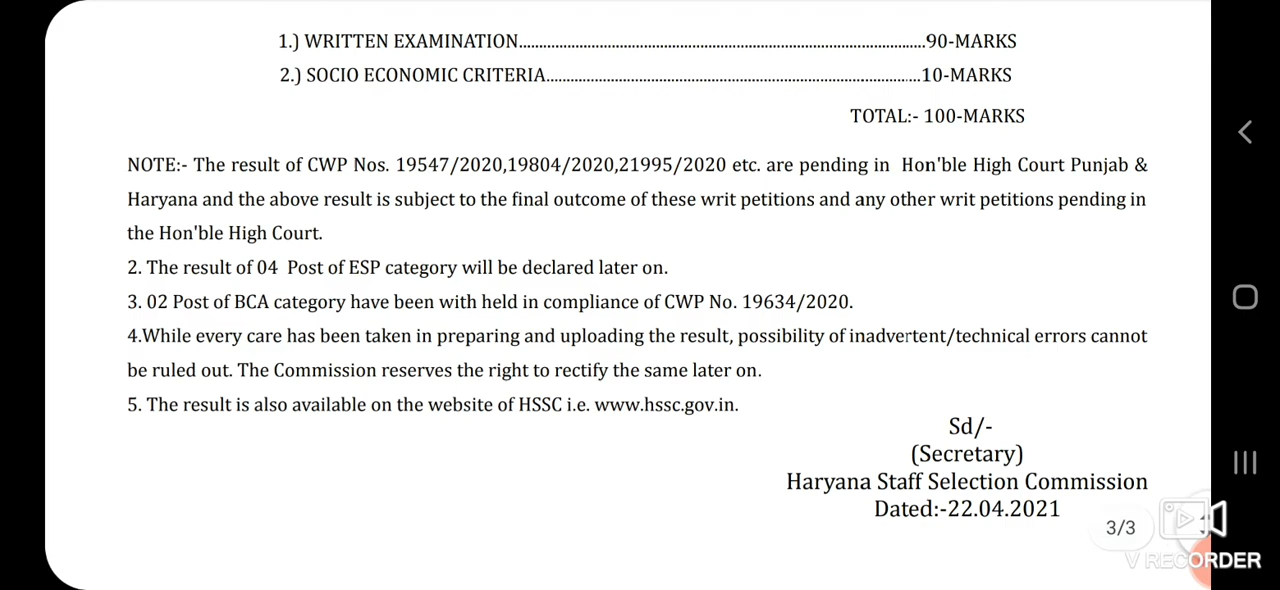 1.) WRITTEN EXAMINATION..........................................................................................90-MARKS
2.) SOCIO ECONOMIC CRITERIA...................................................................................10-MARKS
TOTAL:- 100-MARKS
NOTE:- The result of CWP Nos. 19547/2020,19804/2020,21995/2020 etc. are pending in Hon'ble High Court Punjab &
Haryana and the above result is subject to the final outcome of these writ petitions and any other writ petitions pending in
the Hon'ble High Court.
2. The result of 04 Post of ESP category will be declared later on.
3. 02 Post of BCA category have been with held in compliance of CWP No. 19634/2020.
4.While every care has been taken in preparing and uploading the result, possibility of inadvertent/technical errors cannot
be ruled out. The Commission reserves the right to rectify the same later on.
5. The result is also available on the website of HSSC i.e. www.hssc.gov.in.
Sd/-
(Secretary)
Haryana Staff Selection Commission
Dated:-22.04.2021
3/3
V RECORDER